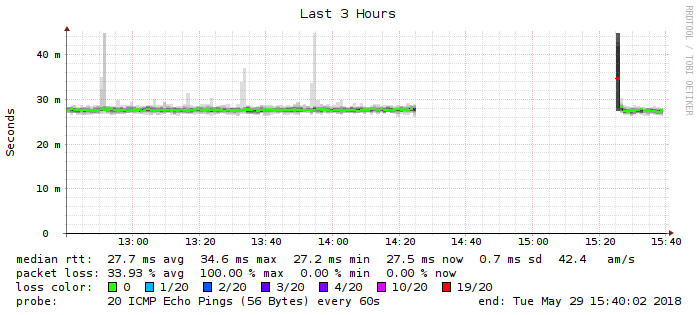 Last 3 Hours
RRDTOOL / TOBI OETIKER
Seconds
40 m
30 m
20 m
10 m
0
13:00 13:20 13:40 14:00 14:20 14:40 15:00 15:20 15:40
median rtt: 27.7 ms avg 34.6 ms max 27.2 ms min 27.5 ms now 0.7 ms sd 42.4 am/s
packet loss: 33.93 % avg 100.00 % max 0.00 % min 0.00 % now
loss color: 0 1/20 2/20 3/20 4/20 10/20 19/20
probe: 20 ICMP Echo Pings (56 Bytes) every 60s end: Tue May 29 15:40:02 2018